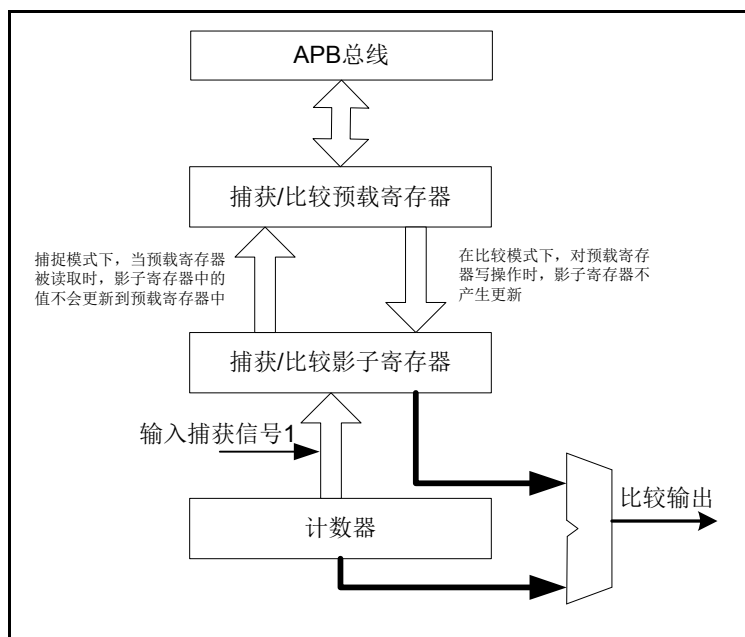 APB总线
捕获/比较预载寄存器
捕捉模式下，当预载寄存器
被读取时，影子寄存器中的
值不会更新到预载寄存器中
在比较模式下，对预载寄存
器写操作时，影子寄存器不
产生更新
捕获/比较影子寄存器
输入捕获信号1
计数器
比较输出